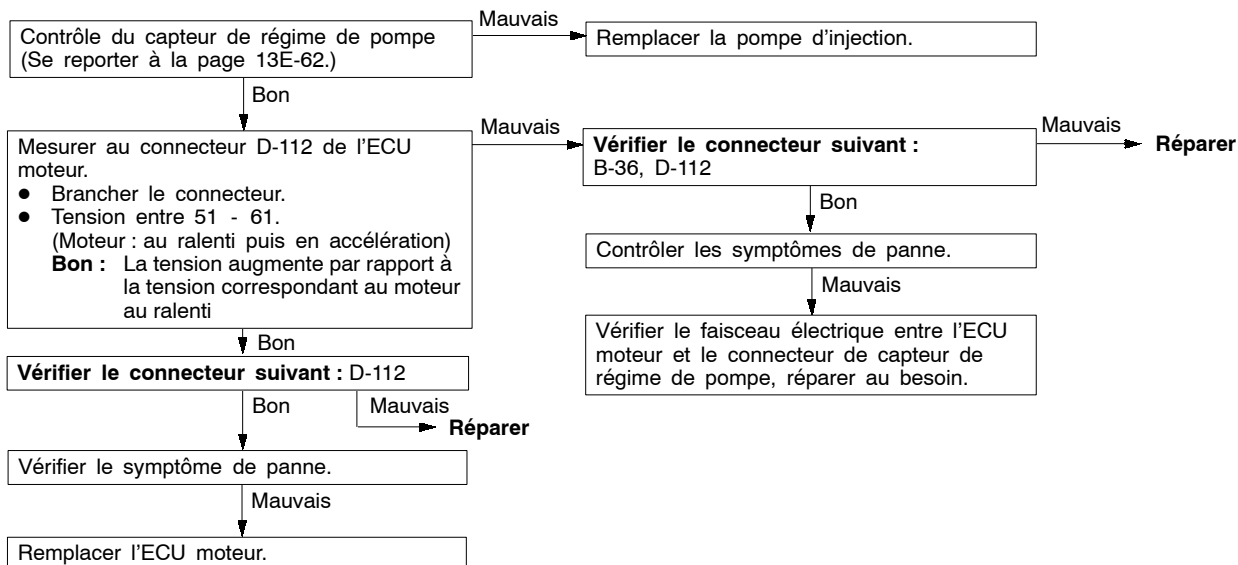 Contrôle du capteur de régime de pompe
(Se reporter à la page 13E-62.)
Mauvais
Remplacer la pompe d'injection.
Bon
Mesurer au connecteur D-112 de l'ECU
moteur.
● Brancher le connecteur.
● Tension entre 51 - 61.
(Moteur : au ralenti puis en accélération)
Bon : La tension augmente par rapport à
la tension correspondant au moteur
au ralenti
Mauvais
Vérifier le connecteur suivant :
B-36, D-112
Mauvais
Réparer
Bon
Contrôler les symptômes de panne.
Mauvais
Vérifier le faisceau électrique entre l'ECU
moteur et le connecteur de capteur de
régime de pompe, réparer au besoin.
Bon
Vérifier le connecteur suivant : D-112
Bon
Mauvais
Réparer
Vérifier le symptôme de panne.
Mauvais
Remplacer l'ECU moteur.